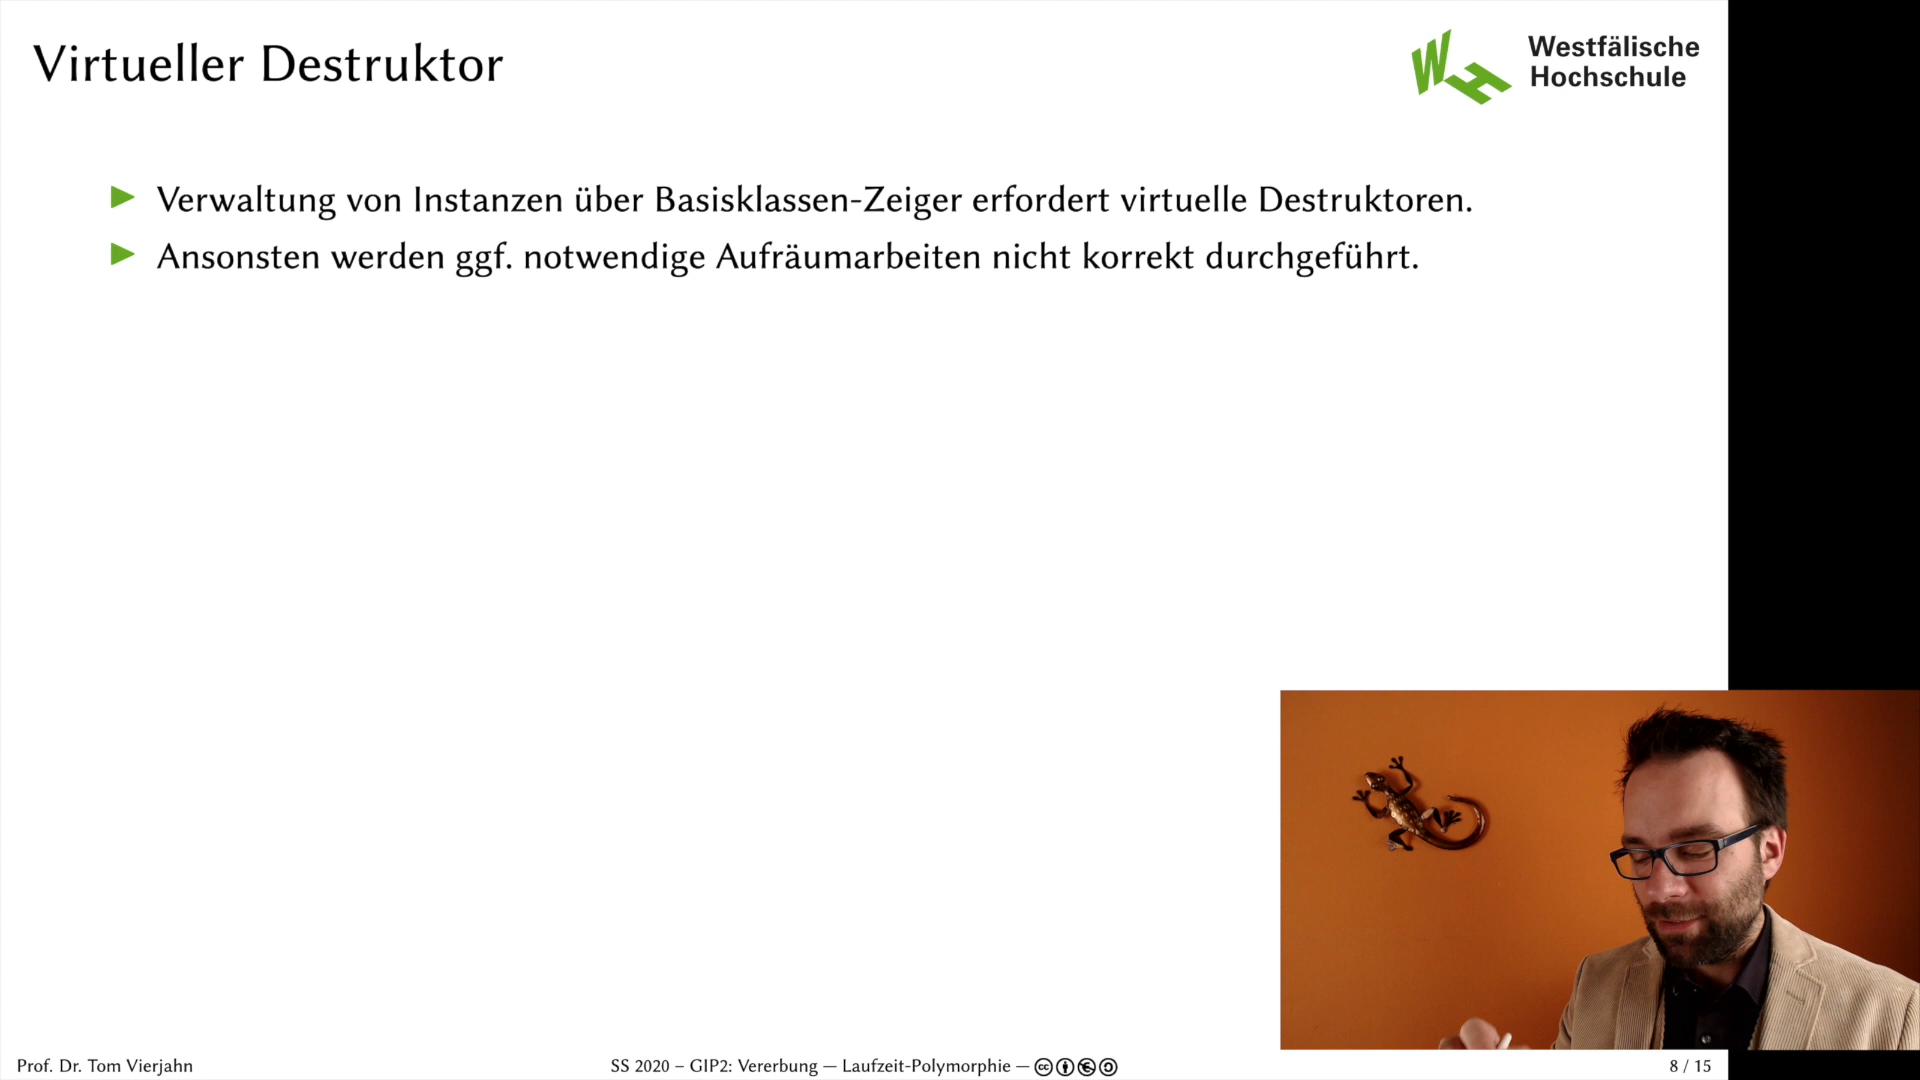 Virtueller Destruktor
Westfälische
Hochschule
Verwaltung von Instanzen über Basisklassen-Zeiger erfordert virtuelle Destruktoren.
Ansonsten werden ggf. notwendige Aufräumarbeiten nicht korrekt durchgeführt.
Prof. Dr. Tom Vierjahn
SS 2020 – GIP2: Vererbung — Laufzeit-Polymorphie —
8 / 15